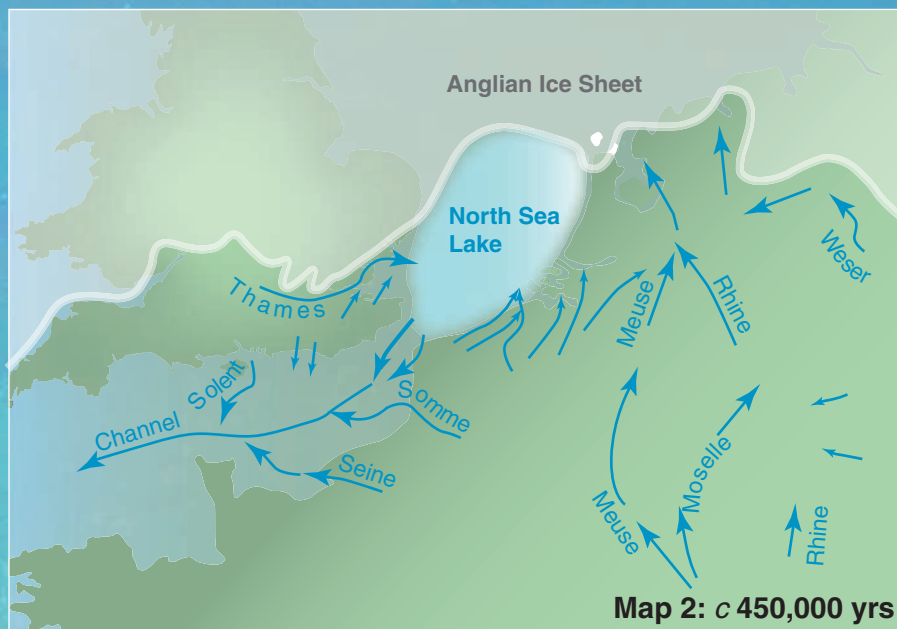 Anglian Ice Sheet
North Sea
Lake
Weser
Thames
Meuse
Rhine
Solent
Somme
Channel
Seine
Moselle
Meuse
Rhine
Map 2: c 450,000 yrs